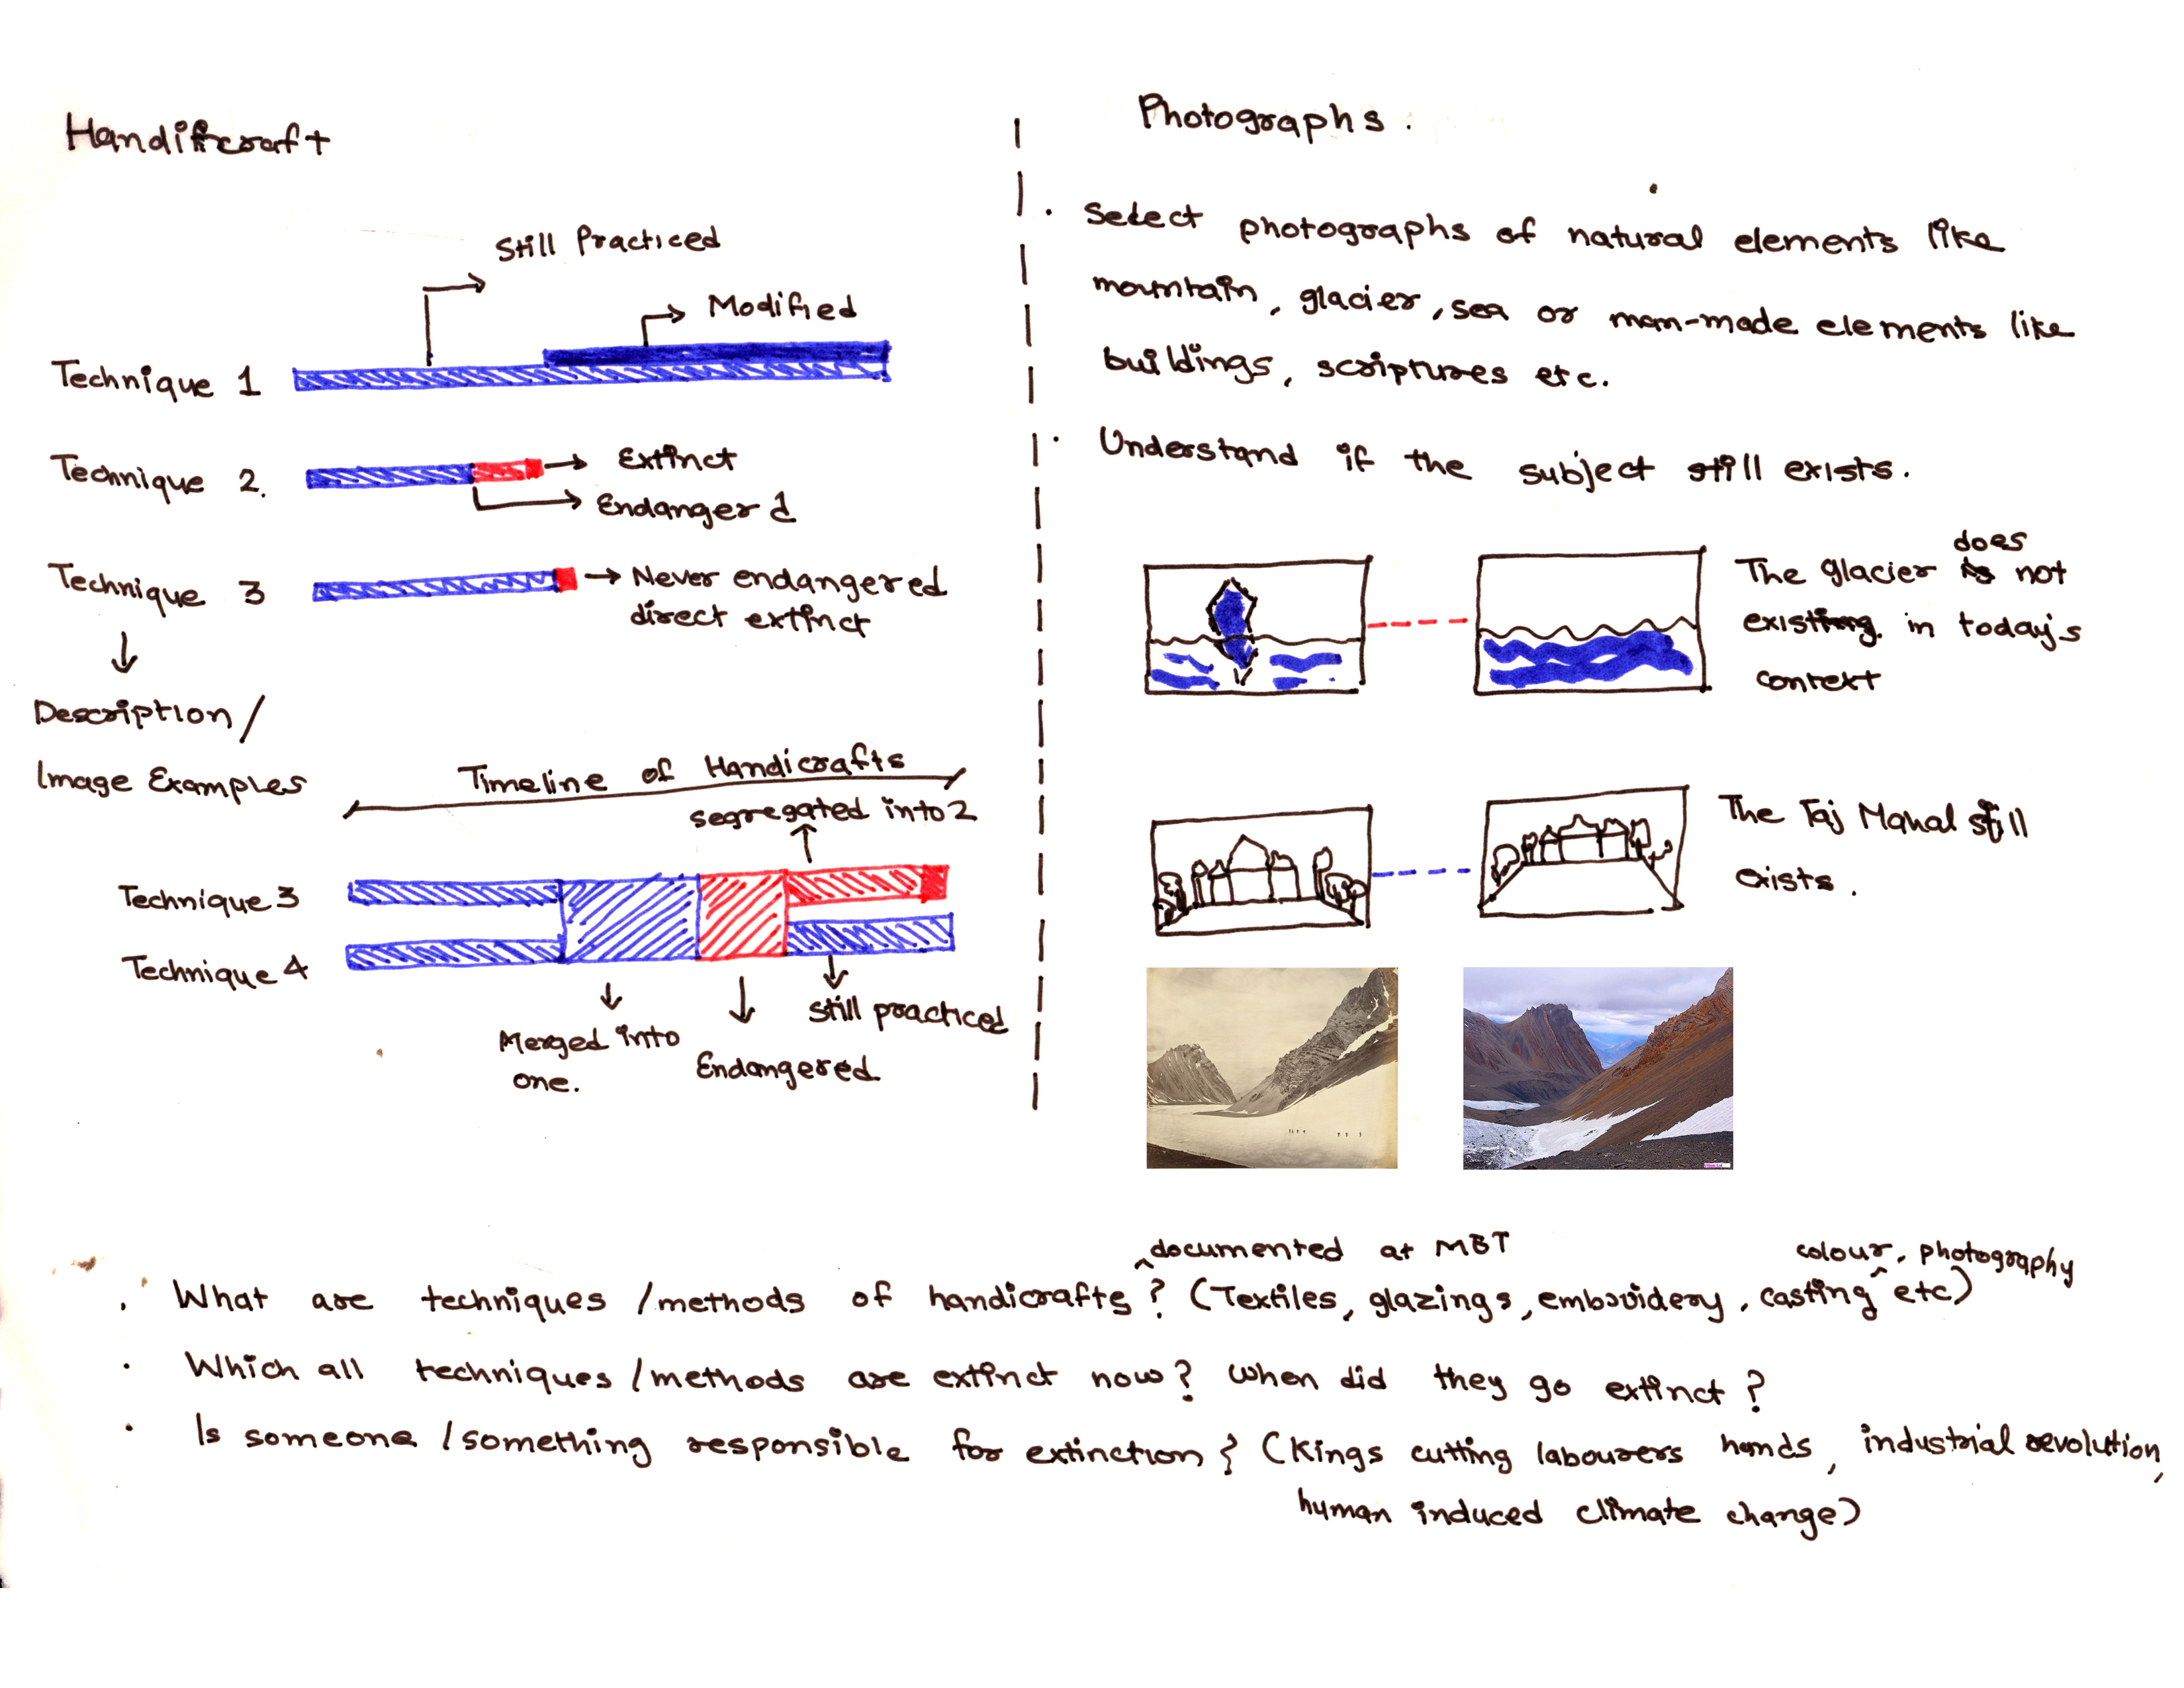 Handicraft
Still Practiced
Modified
Technique 1
Technique 2.
Extinct
Endangered
Technique 3
Never endangered
direct extinct
Description/
Image Examples
Timeline of Handicrafts
segregated into 2
Technique 3
Technique 4
Merged into
one.
Endangered
Still practiced
Photographs.
· Select photographs of natural elements like
mountain, glacier, sea or man-made elements like
buildings, scriptures etc.
· Understand if the subject still exists.
does
The glacier is not
existing. in today's
context
The Taj Mahal still
exists.
documented at MBT
colour, photography
· What are techniques /methods of handicrafts ? (Textiles, glazings, embroidery, casting etc)
· Which all techniques /methods are extinct now? When did they go extinct?
· Is someone /something responsible for extinction? (Kings cutting labourers hands, industrial revolution,
human induced climate change)